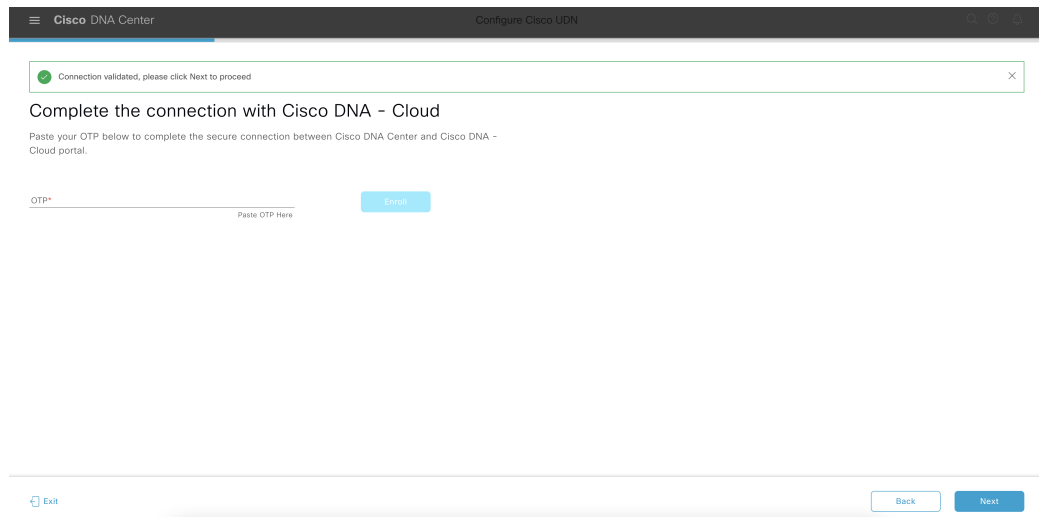 Cisco DNA Center
Configure Cisco UDN
Connection validated, please click Next to proceed
Complete the connection with Cisco DNA - Cloud
Paste your OTP below to complete the secure connection between Cisco DNA Center and Cisco DNA -
Cloud portal.
OTP*
Enroll
Paste OTP Here
Exit
Back
Next